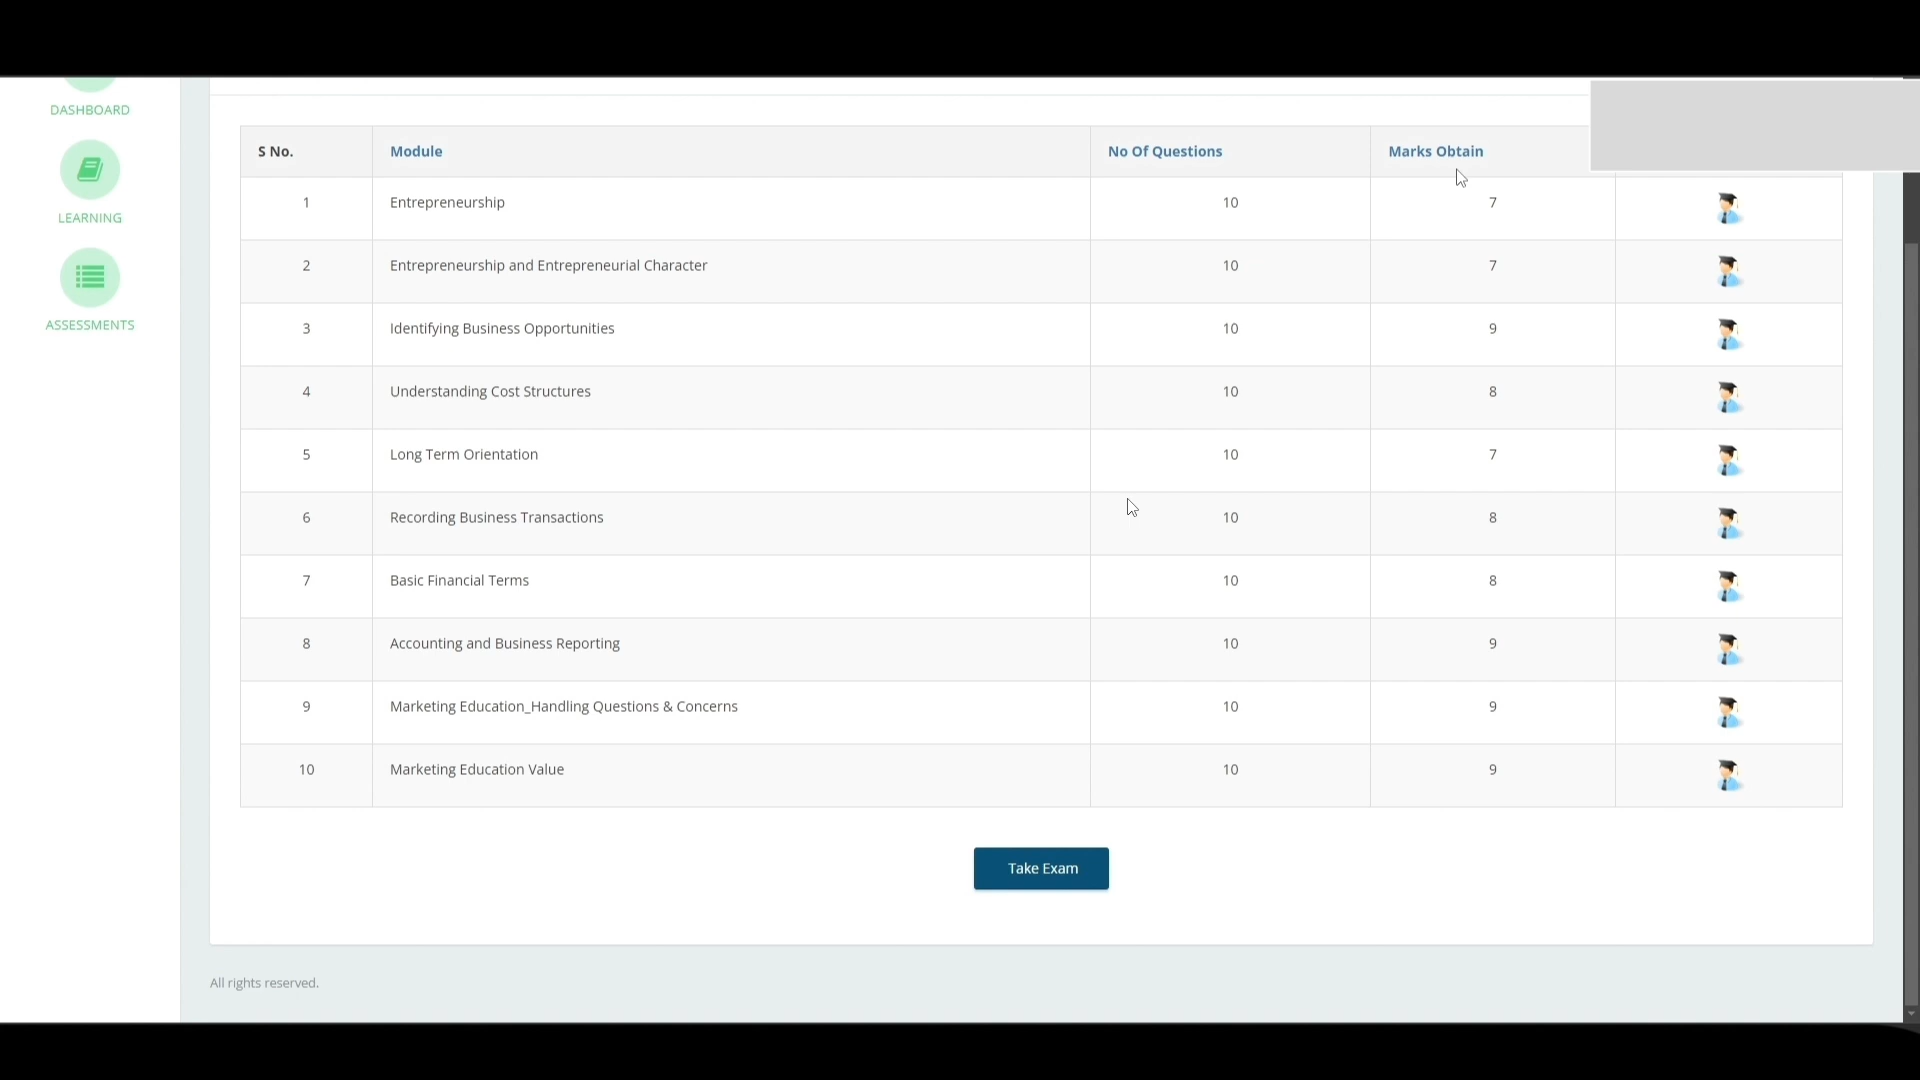 DASHBOARD
LEARNING
ASSESSMENTS
S No. Module No Of Questions Marks Obtain
1 Entrepreneurship 10 7
2 Entrepreneurship and Entrepreneurial Character 10 7
3 Identifying Business Opportunities 10 9
4 Understanding Cost Structures 10 8
5 Long Term Orientation 10 7
6 Recording Business Transactions 10 8
7 Basic Financial Terms 10 8
8 Accounting and Business Reporting 10 9
9 Marketing Education_Handling Questions & Concerns 10 9
10 Marketing Education Value 10 9
Take Exam
All rights reserved.